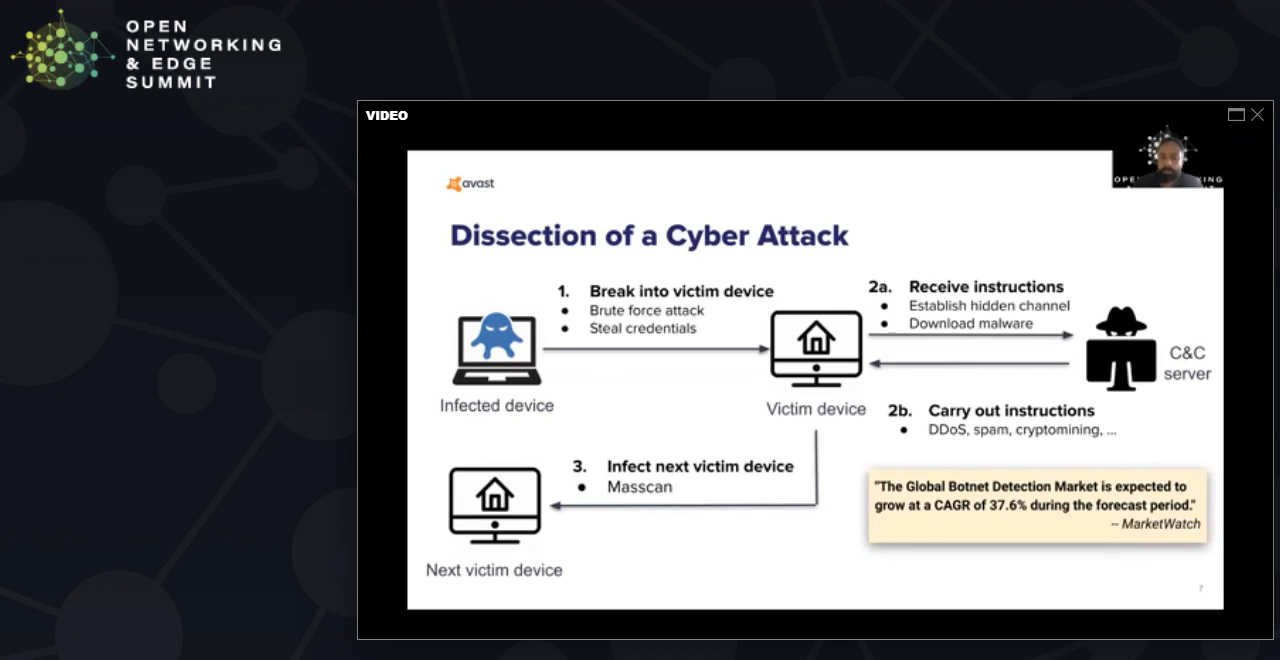 OPEN
NETWORKING
& EDGE
SUMMIT
VIDEO
avast
Dissection of a Cyber Attack
1. Break into victim device
● Brute force attack
● Steal credentials
2a. Receive instructions
● Establish hidden channel
● Download malware
C&C
server
Infected device
Victim device
2b. Carry out instructions
● DDoS, spam, cryptomining, ...
3. Infect next victim device
● Masscan
"The Global Botnet Detection Market is expected to
grow at a CAGR of 37.6% during the forecast period."
-- MarketWatch
Next victim device
7